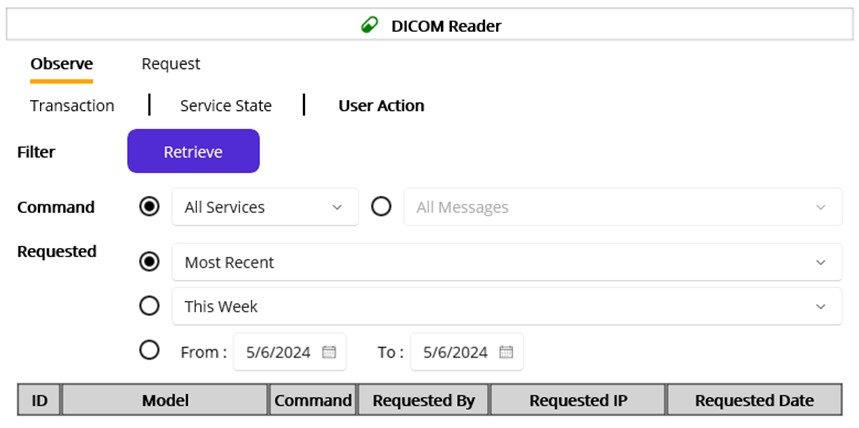 DICOM Reader
Observe Request
Transaction Service State User Action
Filter Retrieve
Command All Services All Messages
Requested Most Recent
This Week
From : 5/6/2024 To : 5/6/2024
ID Model Command Requested By Requested IP Requested Date